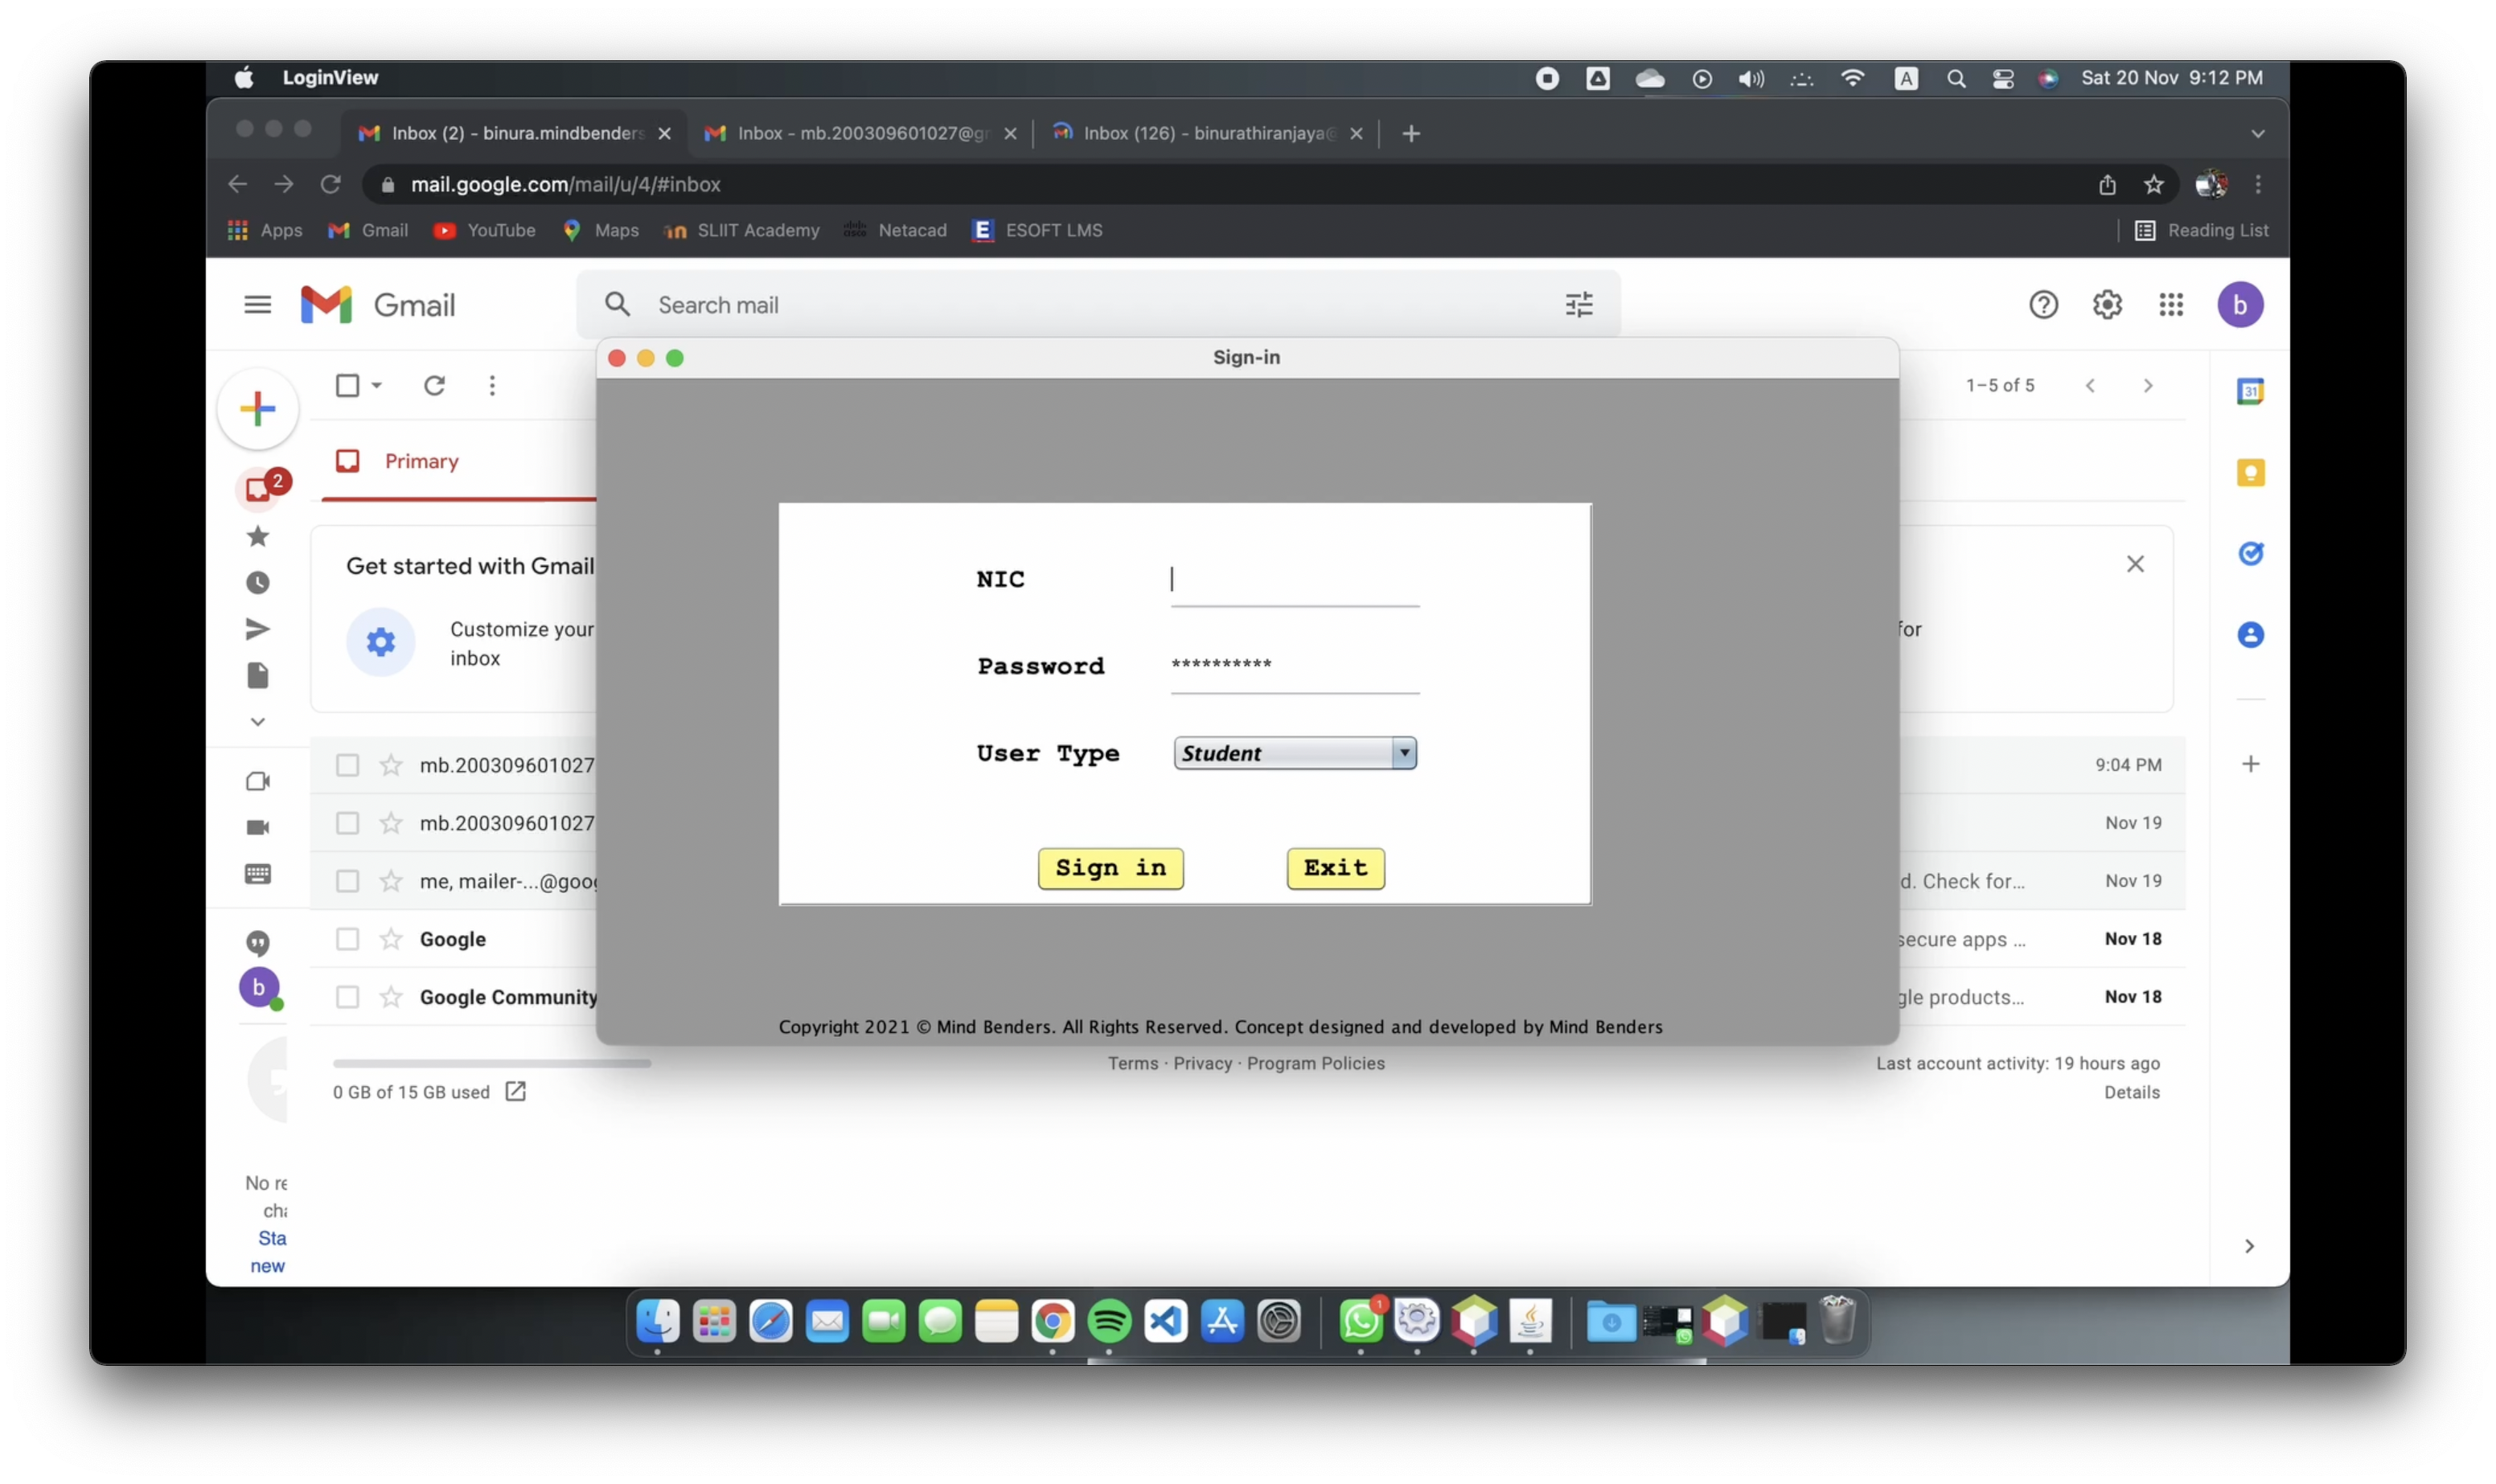 LoginView
A
Sat 20 Nov 9:12 PM
Inbox (2) - binura.mindbenders
Inbox - mb.200309601027@gr
Inbox (126) - binurathiranjaya@
mail.google.com/mail/u/4/#inbox
Apps
Gmail
YouTube
Maps
SLIIT Academy
Netacad
E ESOFT LMS
Reading List
Gmail
Search mail
b
Sign-in
1–5 of 5
31
Primary
2
Get started with Gmail
Customize your
inbox
for
NIC
Password
**********
User Type
Student
Sign in
Exit
mb.200309601027
9:04 PM
mb.200309601027
Nov 19
me, mailer-...@goog
d. Check for...
Nov 19
Google
secure apps ...
Nov 18
b
Google Community
gle products...
Nov 18
Copyright 2021 © Mind Benders. All Rights Reserved. Concept designed and developed by Mind Benders
Terms · Privacy · Program Policies
Last account activity: 19 hours ago
0 GB of 15 GB used
Details
No re
cha
Sta
new
1